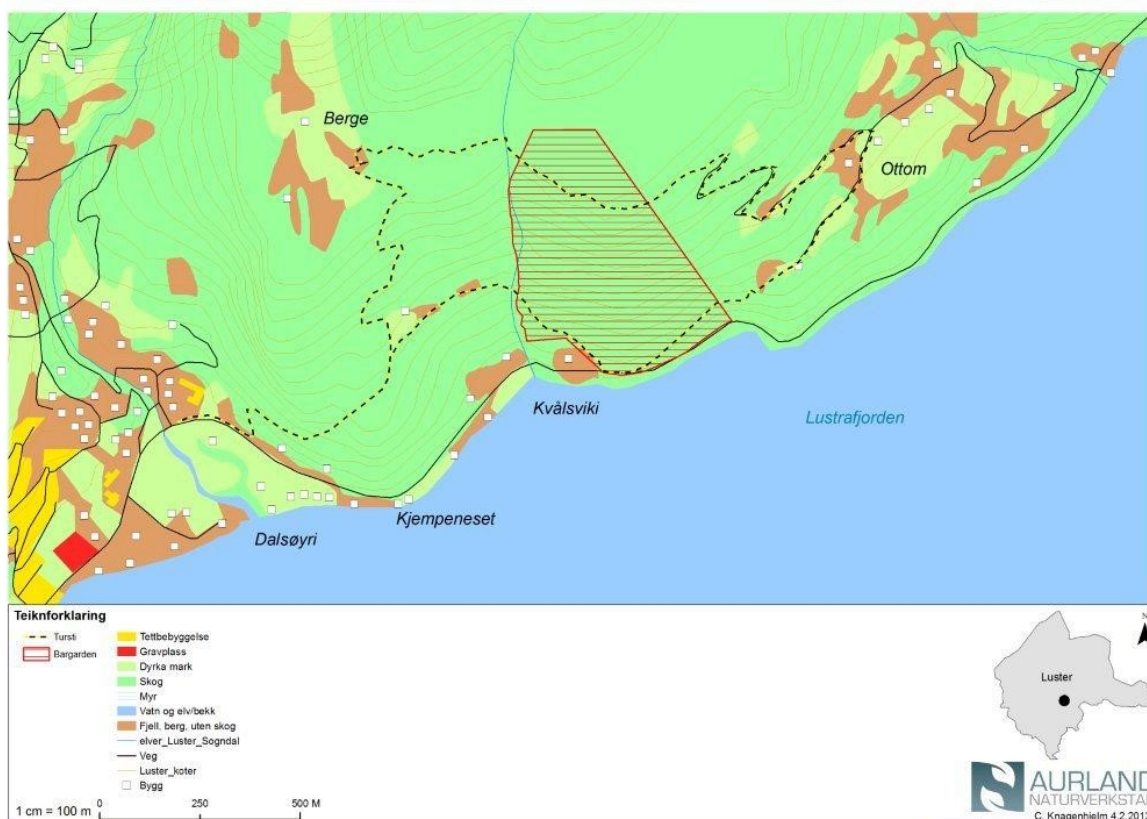 Berge
Ottom
Kvålsviki
Lustrafjorden
Kjempeneset
Dalsøyri
Teiknforklaring
Tursti
Bargarden
Tettbebyggelse
Gravplass
Dyrka mark
Skog
Myr
Vatn og elv/bekk
Fjell, berg, uten skog
elver_Luster_Sogndal
Veg
Luster_koter
Bygg
1 cm = 100 m
0 250 500 M
N
Luster
AURLAND
NATURVERKSTA
C. Knagenhjelm 4.2.201